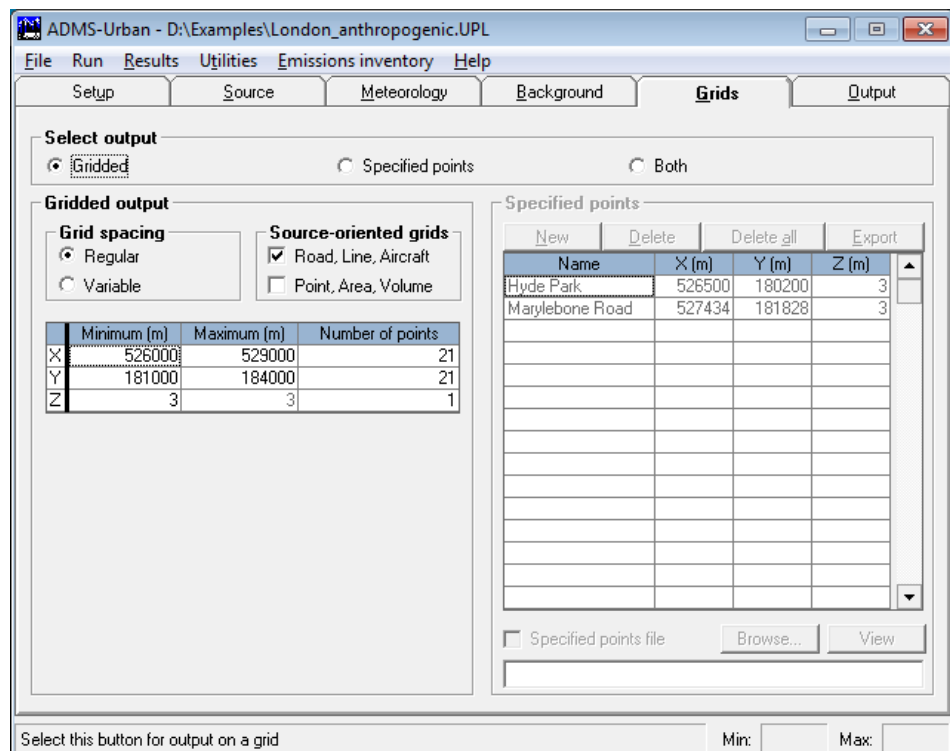 ADMS-Urban - D:\Examples\London_anthropogenic.UPL
File Run Results Utilities Emissions inventory Help
Setup Source Meteorology Background Grids Output
Select output
Gridded Specified points Both
Gridded output
Grid spacing
Regular
Variable
Source-oriented grids
Road, Line, Aircraft
Point, Area, Volume
Minimum (m) Maximum (m) Number of points
X 526000 529000 21
Y 181000 184000 21
Z 3 3 1
Specified points
New Delete Delete all Export
Name X (m) Y (m) Z (m)
Hyde Park 526500 180200 3
Marylebone Road 527434 181828 3
Specified points file Browse... View
Select this button for output on a grid Min: Max: